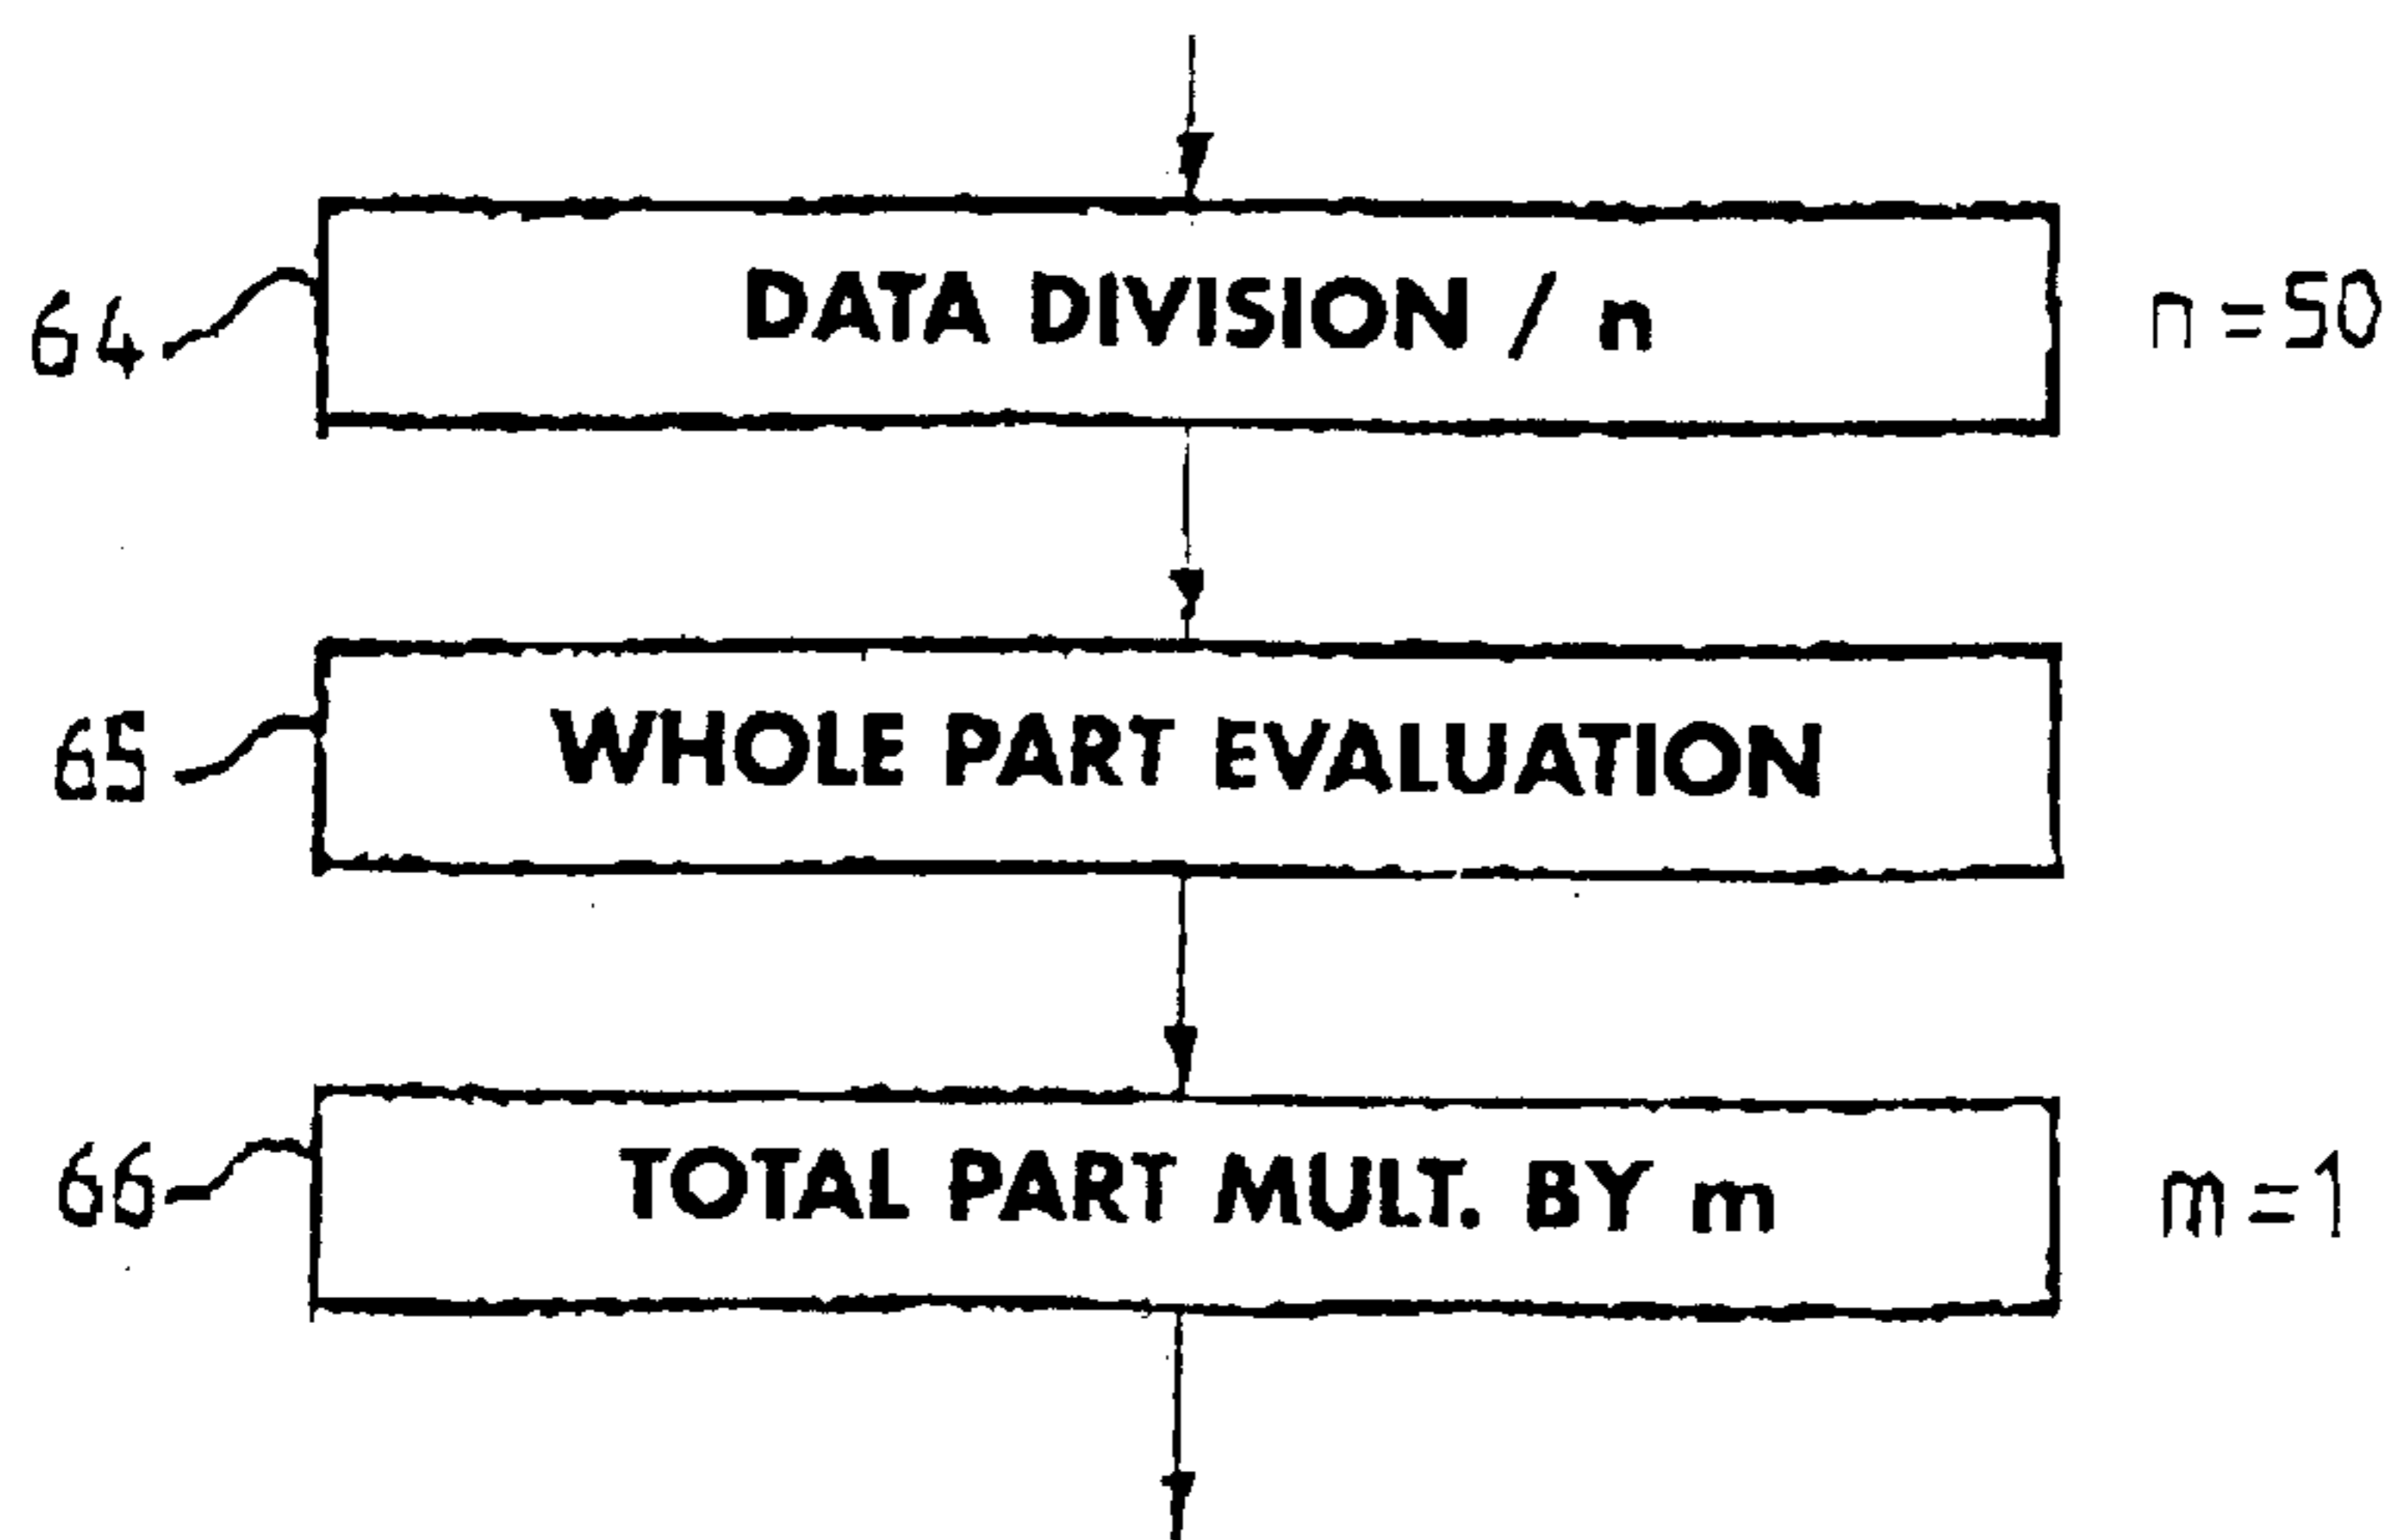 64 DATA DIVISION / n n=50
65 WHOLE PART EVALUATION
66 TOTAL PART MULT. BY m m=1